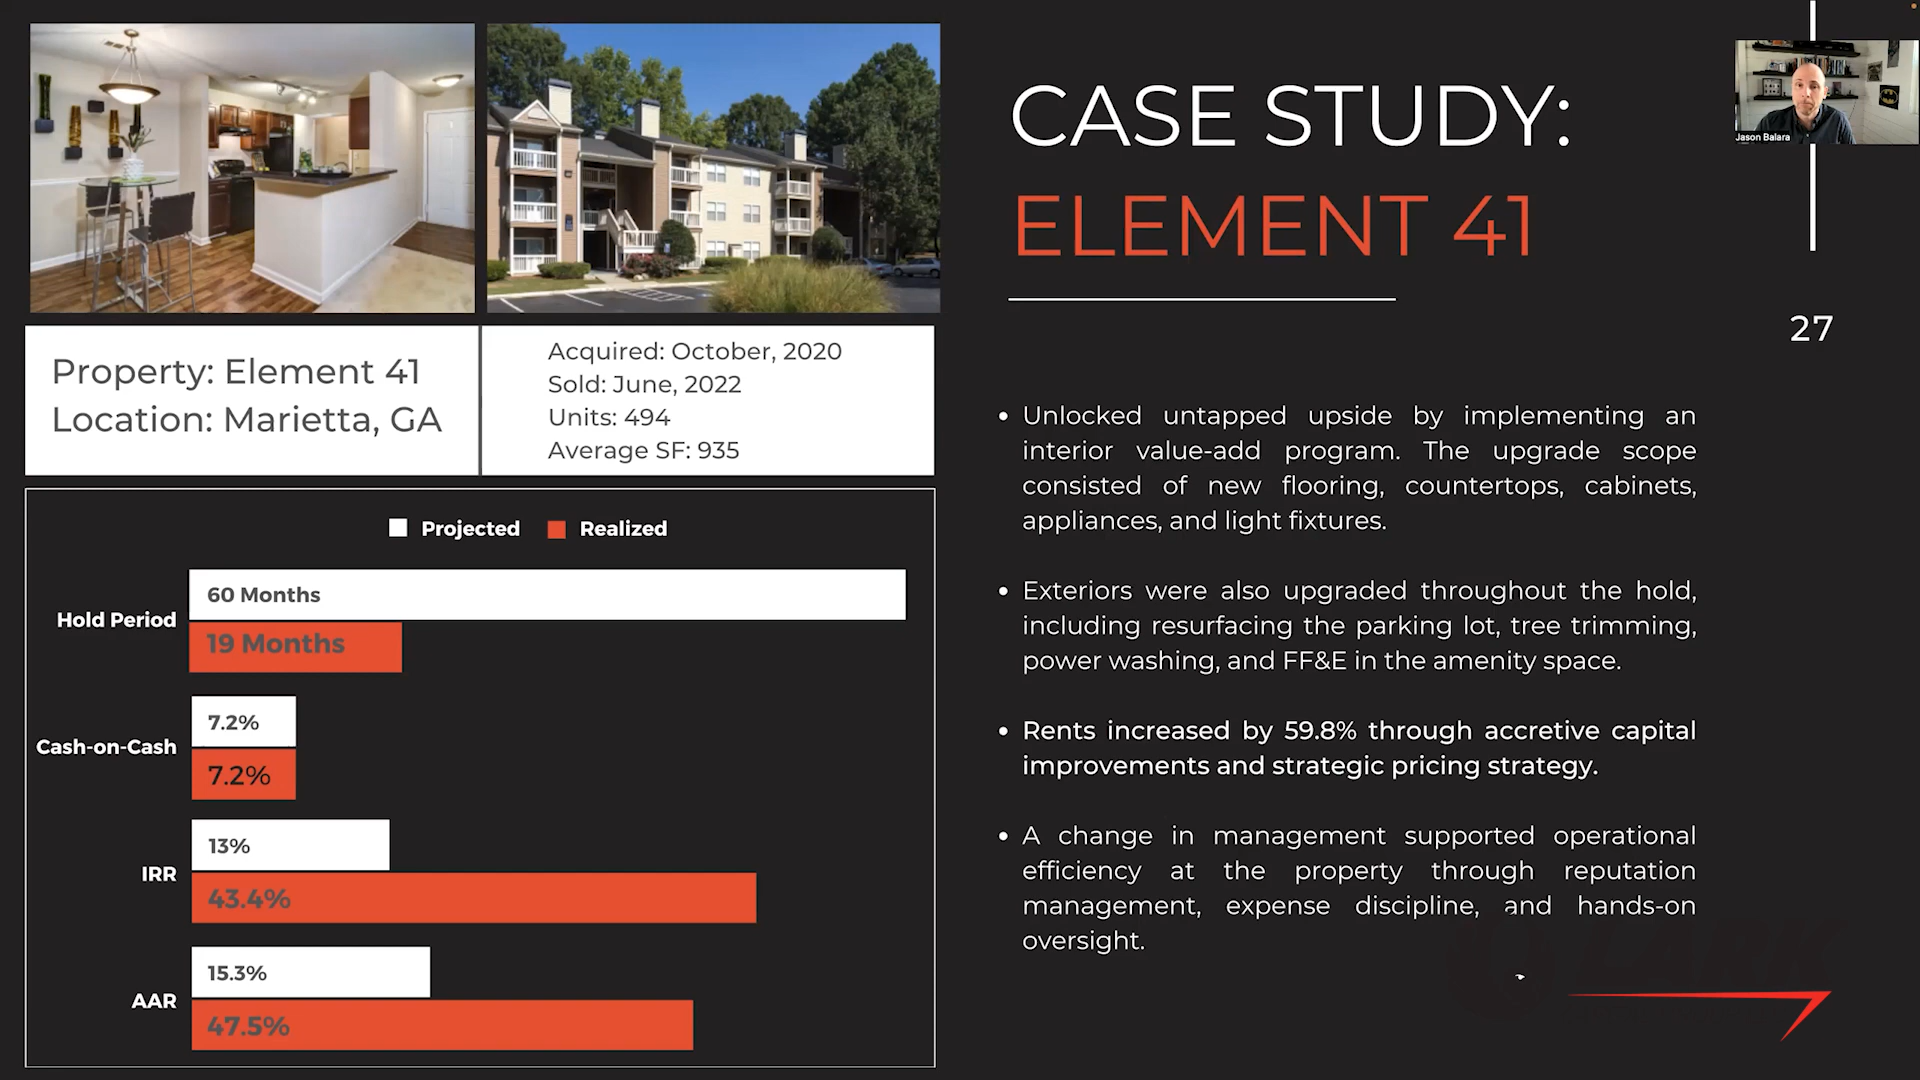 CASE STUDY:
ELEMENT 41
Jason Balara
27
Property: Element 41
Location: Marietta, GA
Acquired: October, 2020
Sold: June, 2022
Units: 494
Average SF: 935
Projected
Realized
Hold Period
60 Months
19 Months
Cash-on-Cash
7.2%
7.2%
IRR
13%
43.4%
AAR
15.3%
47.5%
• Unlocked untapped upside by implementing an
interior value-add program. The upgrade scope
consisted of new flooring, countertops, cabinets,
appliances, and light fixtures.
• Exteriors were also upgraded throughout the hold,
including resurfacing the parking lot, tree trimming,
power washing, and FF&E in the amenity space.
• Rents increased by 59.8% through accretive capital
improvements and strategic pricing strategy.
• A change in management supported operational
efficiency at the property through reputation
management, expense discipline, and hands-on
oversight.